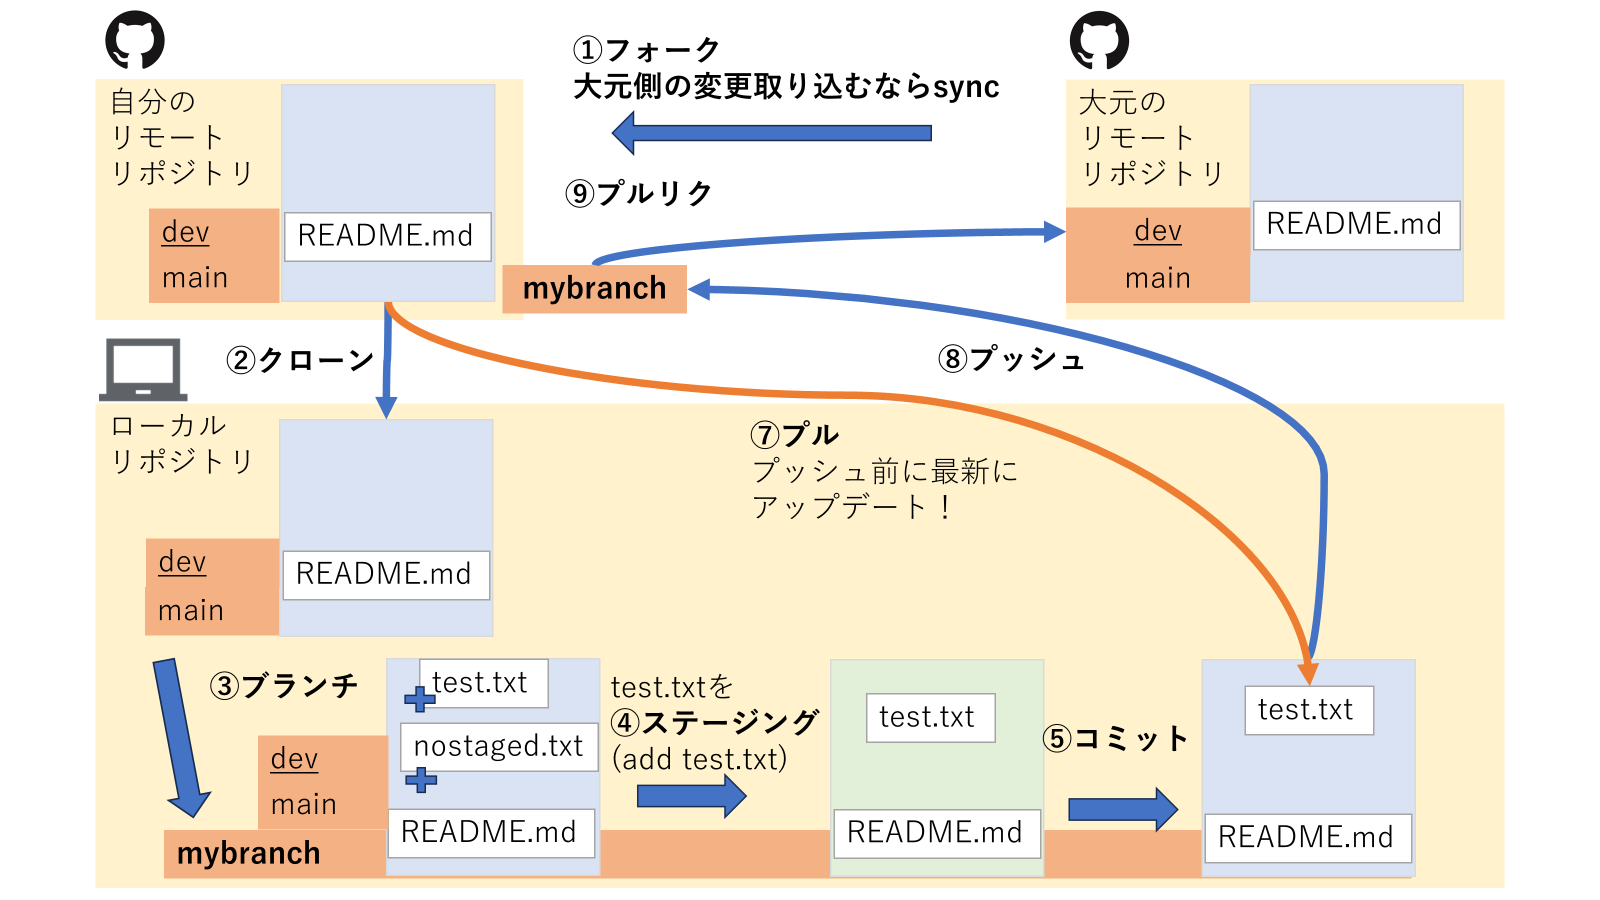 ①フォーク
大元側の変更取り込むならsync
自分の
リモート
リポジトリ
dev
main
README.md
⑨プルリク
mybranch
大元の
リモート
リポジトリ
dev
main
README.md
②クローン
⑧プッシュ
ローカル
リポジトリ
dev
main
README.md
⑦プル
プッシュ前に最新に
アップデート！
③ブランチ
dev
main
mybranch
test.txt
nostaged.txt
README.md
test.txtを
④ステージング
(add test.txt)
test.txt
README.md
⑤コミット
test.txt
README.md